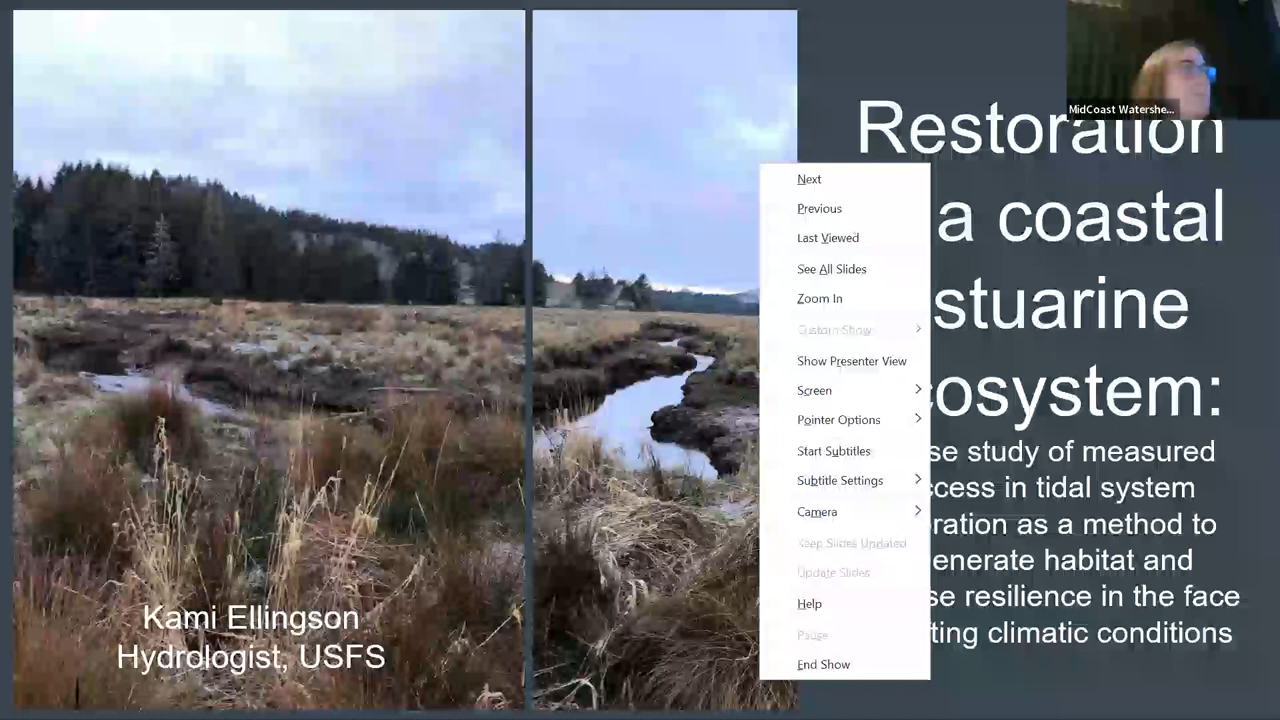 MidCoast Watershe...
Restoration
a coastal
stuarine
cosystem:
se study of measured
ccess in tidal system
oration as a method to
enerate habitat and
se resilience in the face
ting climatic conditions
Next
Previous
Last Viewed
See All Slides
Zoom In
Custom Show
Show Presenter View
Screen
Pointer Options
Start Subtitles
Subtitle Settings
Camera
Keep Slides Updated
Update Slides
Help
Pause
End Show
Kami Ellingson
Hydrologist, USFS